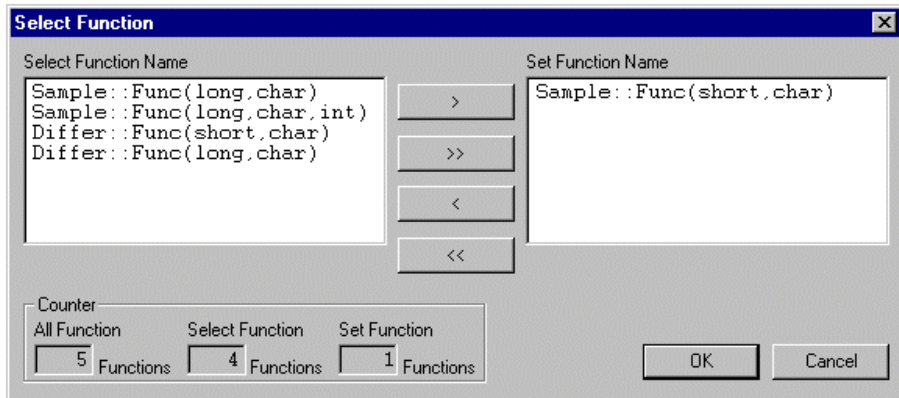 Select Function
Select Function Name
Set Function Name
Sample::Func(long,char)
Sample::Func(long,char,int)
Differ::Func(short,char)
Differ::Func(long,char)
Sample::Func(short,char)
>
>>
<
<<
Counter
All Function
Select Function
Set Function
5 Functions
4 Functions
1 Functions
OK
Cancel